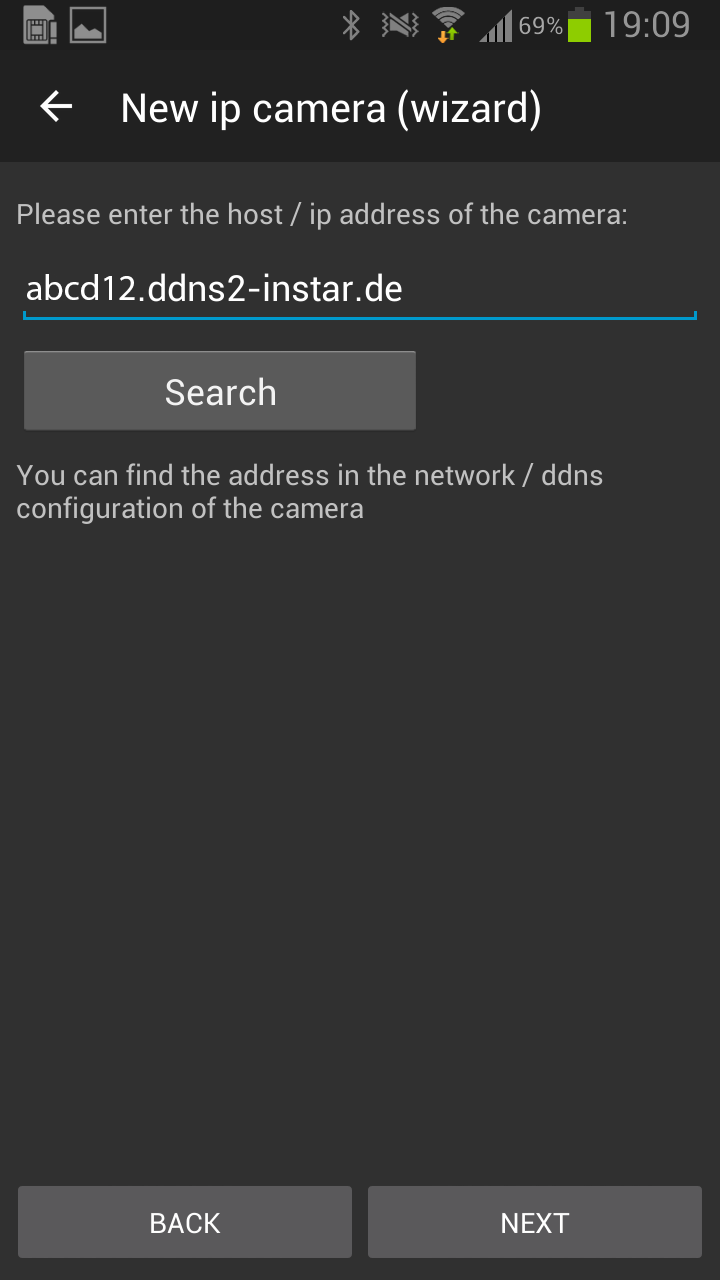 69% 19:09
New ip camera (wizard)
Please enter the host / ip address of the camera:
abcd12.ddns2-instar.de
Search
You can find the address in the network / ddns
configuration of the camera
BACK NEXT